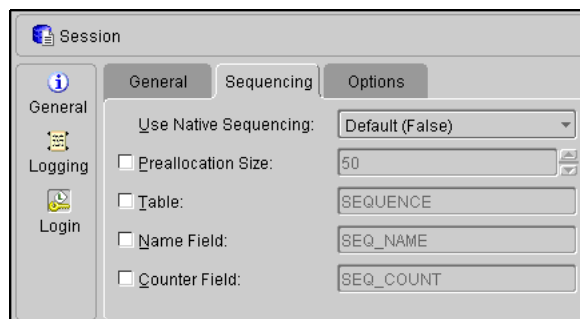 Session
General
Logging
Login
General Sequencing Options
Use Native Sequencing: Default (False)
Preallocation Size: 50
Table: SEQUENCE
Name Field: SEQ_NAME
Counter Field: SEQ_COUNT